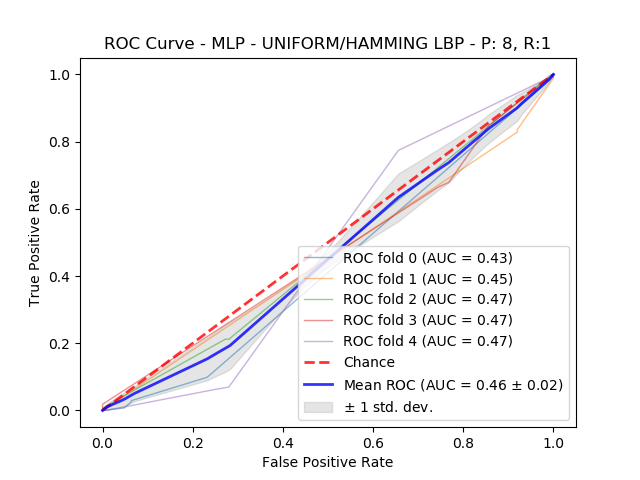 ROC Curve - MLP - UNIFORM/HAMMING LBP - P: 8, R:1
True Positive Rate
1.0
0.8
0.6
0.4
0.2
0.0
ROC fold 0 (AUC = 0.43)
ROC fold 1 (AUC = 0.45)
ROC fold 2 (AUC = 0.47)
ROC fold 3 (AUC = 0.47)
ROC fold 4 (AUC = 0.47)
Chance
Mean ROC (AUC = 0.46 ± 0.02)
± 1 std. dev.
0.0 0.2 0.4 0.6 0.8 1.0
False Positive Rate